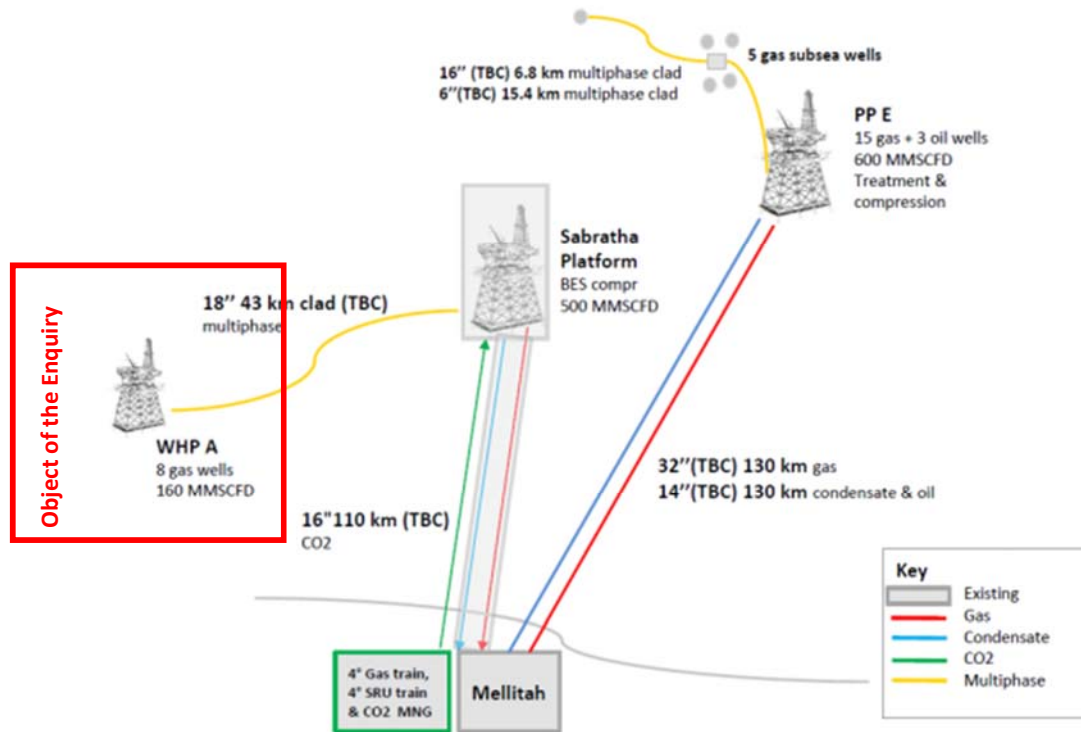 16'' (TBC) 6.8 km multiphase clad
6''(TBC) 15.4 km multiphase clad
5 gas subsea wells
PP E
15 gas + 3 oil wells
600 MMSCFD
Treatment &
compression
Sabratha
Platform
BES compr
500 MMSCFD
Object of the Enquiry
18'' 43 km clad (TBC)
multiphase
WHP A
8 gas wells
160 MMSCFD
32''(TBC) 130 km gas
14''(TBC) 130 km condensate & oil
16"110 km (TBC)
CO2
4° Gas train,
4° SRU train
& CO2 MNG
Mellitah
Key
Existing
Gas
Condensate
CO2
Multiphase